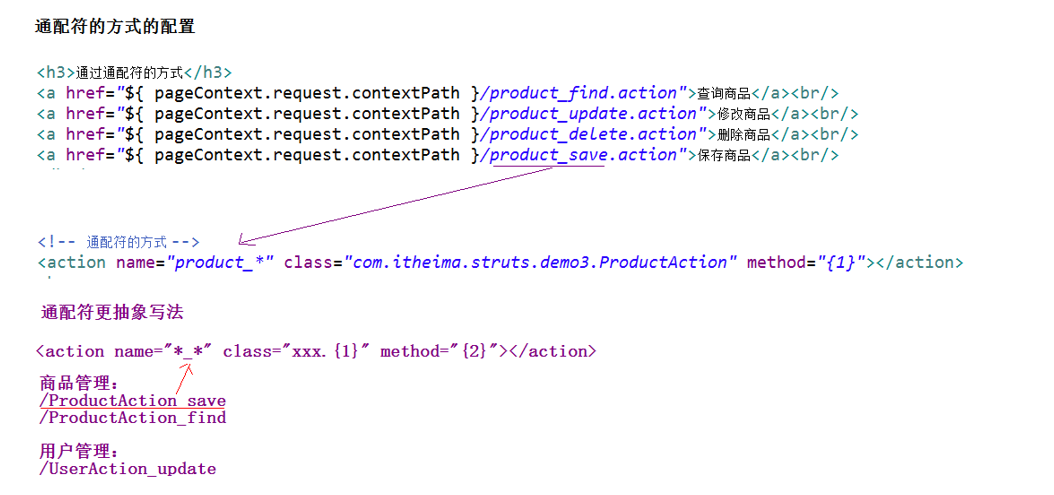 通配符的方式的配置
<h3>通过通配符的方式</h3>
<a href="${ pageContext.request.contextPath }/product_find.action">查询商品</a><br/>
<a href="${ pageContext.request.contextPath }/product_update.action">修改商品</a><br/>
<a href="${ pageContext.request.contextPath }/product_delete.action">删除商品</a><br/>
<a href="${ pageContext.request.contextPath }/product_save.action">保存商品</a><br/>
<!-- 通配符的方式 -->
<action name="product_*" class="com.itheima.struts.demo3.ProductAction" method="{1}"></action>
通配符更抽象写法
<action name="*_*" class="xxx.{1}" method="{2}"></action>
商品管理：
/ProductAction_save
/ProductAction_find
用户管理：
/UserAction_update